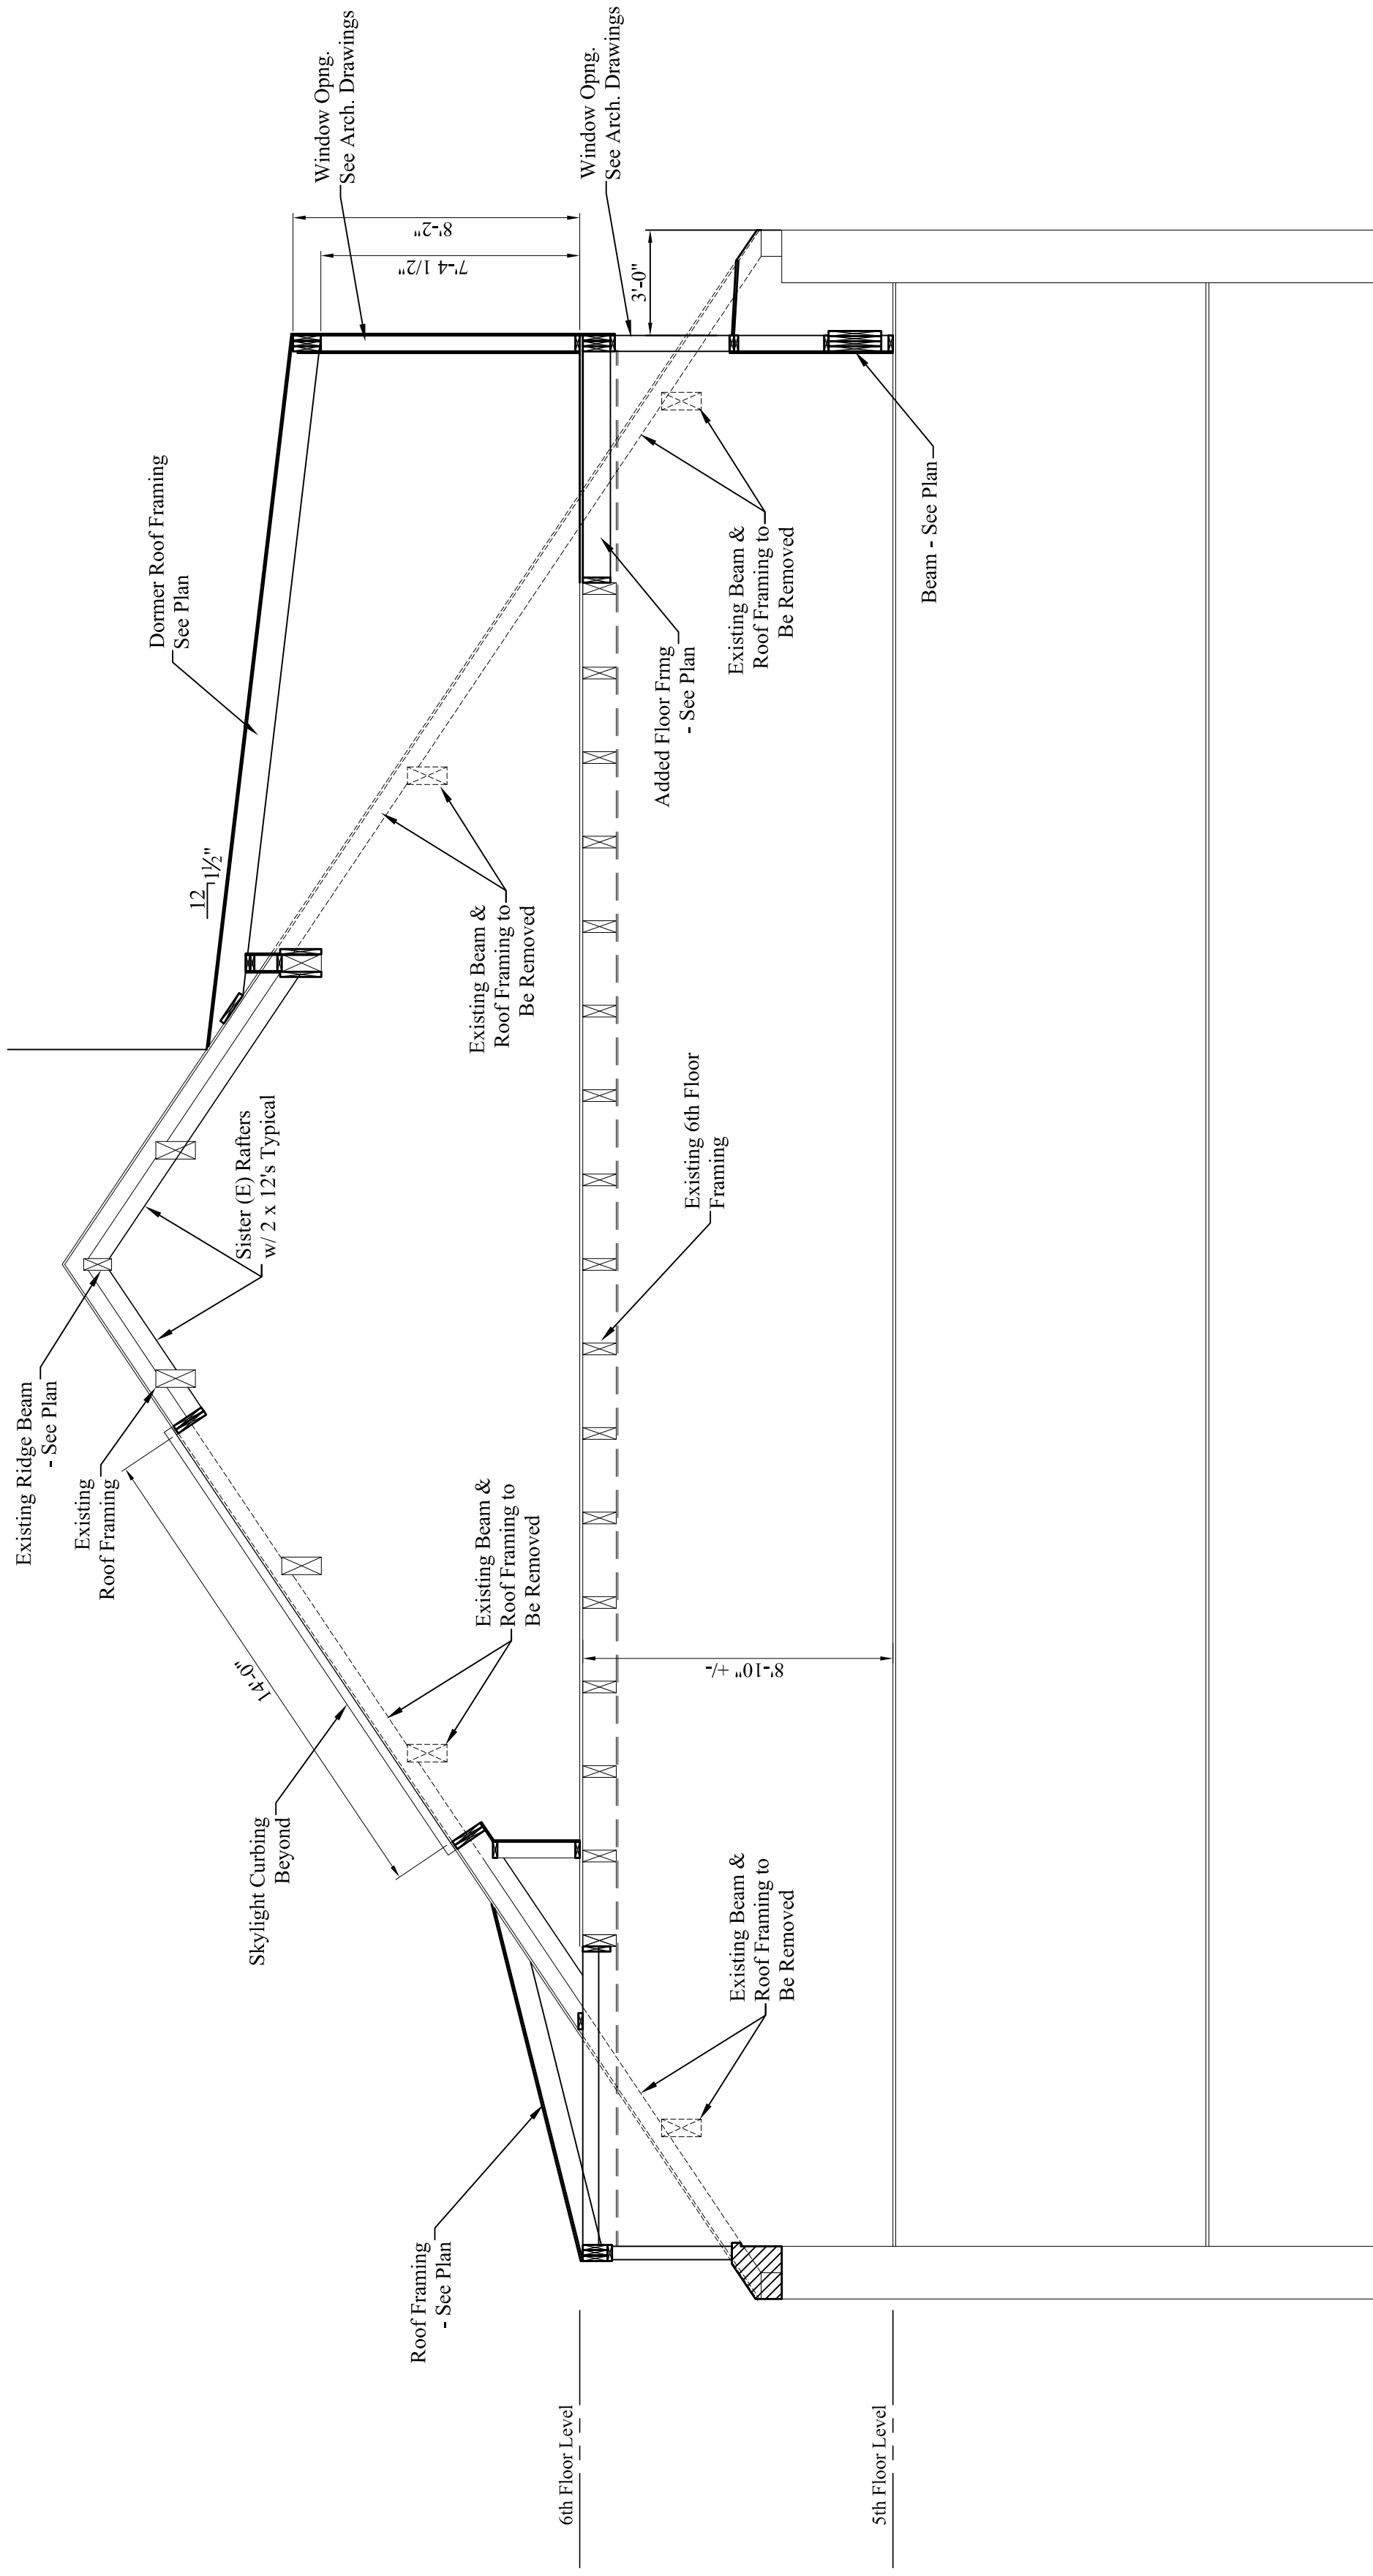 Existing Ridge Beam
- See Plan
Existing
Roof Framing
Sister (E) Rafters
w/ 2 x 12's Typical
12
1½"
Dormer Roof Framing
See Plan
Window Opng.
See Arch. Drawings
8'-2"
7'-4 1/2"
Window Opng.
See Arch. Drawings
3'-0"
14'-0"
Skylight Curbing
Beyond
Existing Beam &
Roof Framing to
Be Removed
Existing Beam &
Roof Framing to
Be Removed
Roof Framing
- See Plan
6th Floor Level
Existing Beam &
Roof Framing to
Be Removed
8'-10" +/-
Existing 6th Floor
Framing
Added Floor Frmg
- See Plan
Existing Beam &
Roof Framing to
Be Removed
Beam - See Plan
5th Floor Level